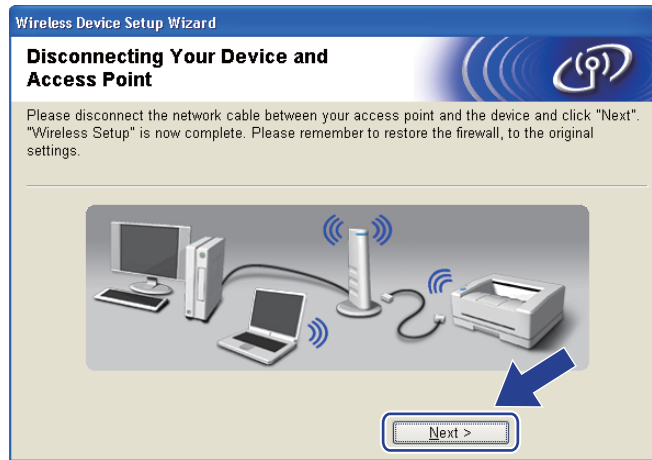 Wireless Device Setup Wizard
Disconnecting Your Device and
Access Point
Please disconnect the network cable between your access point and the device and click "Next".
"Wireless Setup" is now complete. Please remember to restore the firewall, to the original
settings.
Next >